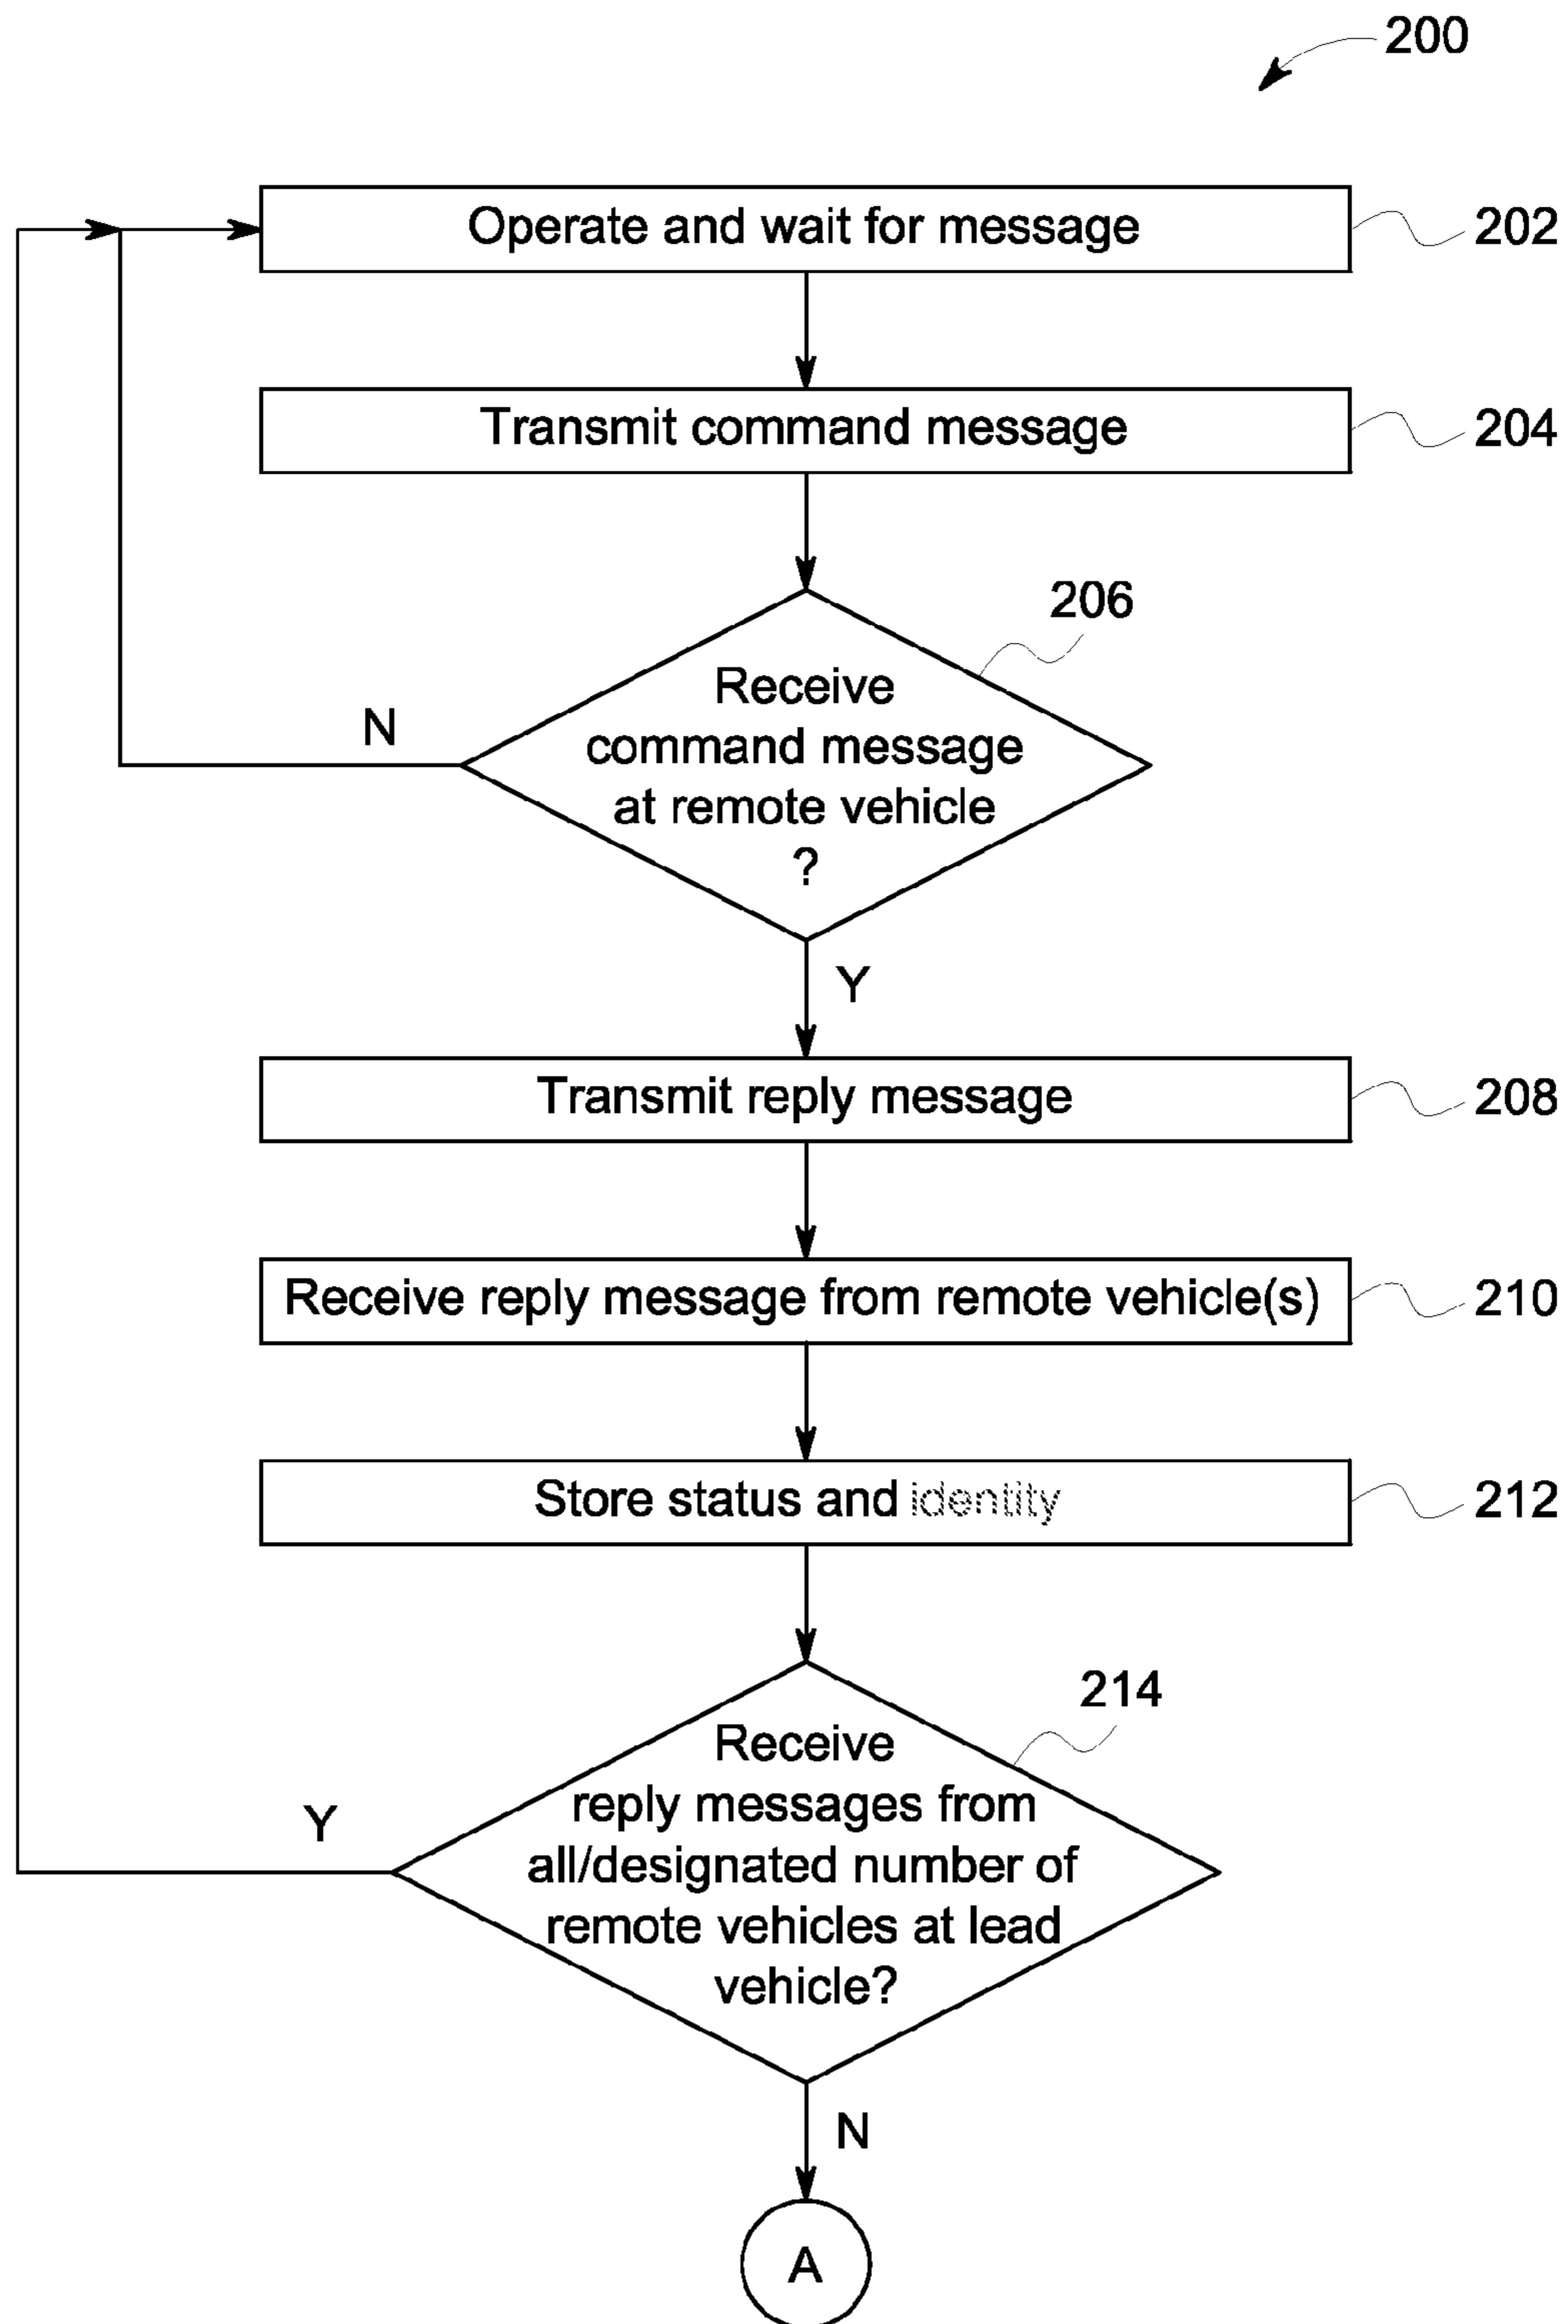 200
Operate and wait for message
202
Transmit command message
204
206
Receive
command message
at remote vehicle
?
N
Y
Transmit reply message
208
Receive reply message from remote vehicle(s)
210
Store status and identity
212
214
Receive
reply messages from
all/designated number of
remote vehicles at lead
vehicle?
Y
N
A